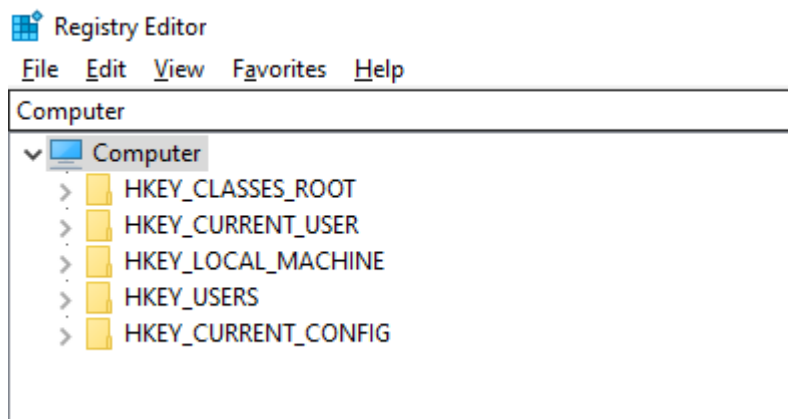 Registry Editor
File Edit View Favorites Help
Computer
Computer
HKEY_CLASSES_ROOT
HKEY_CURRENT_USER
HKEY_LOCAL_MACHINE
HKEY_USERS
HKEY_CURRENT_CONFIG